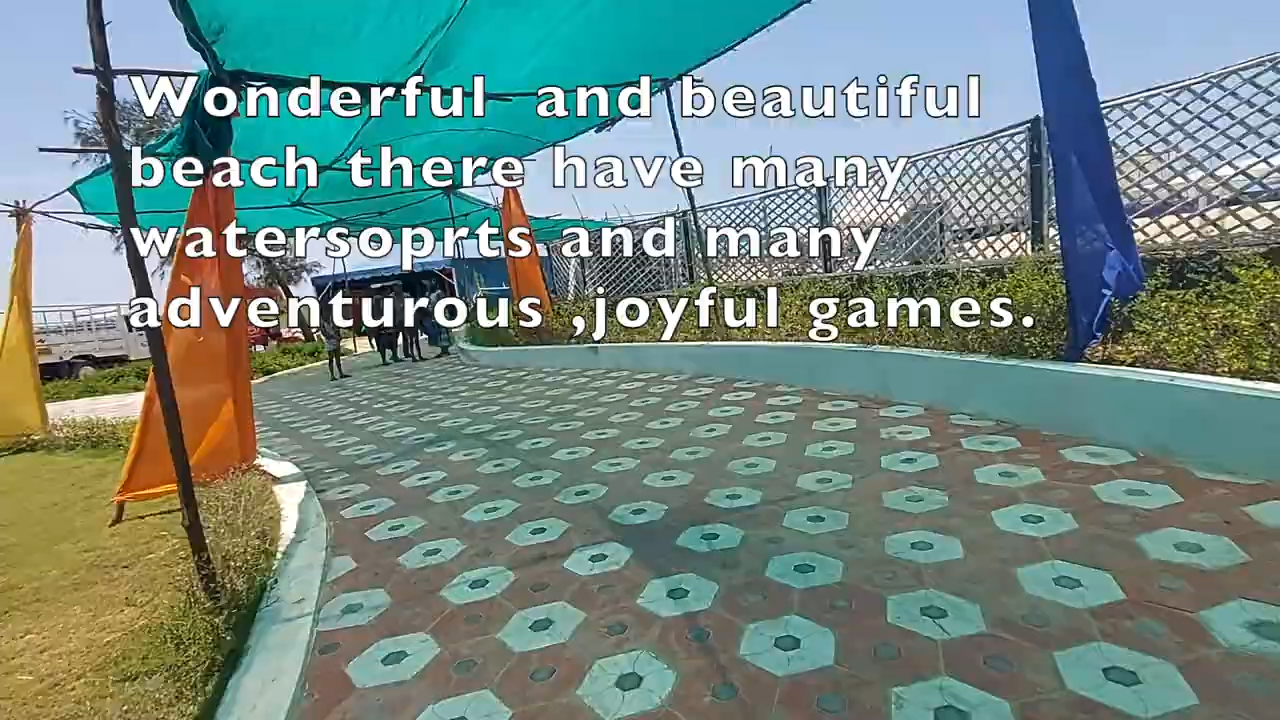 Wonderful and beautiful
beach there have many
watersoprts and many
adventurous ,joyful games.